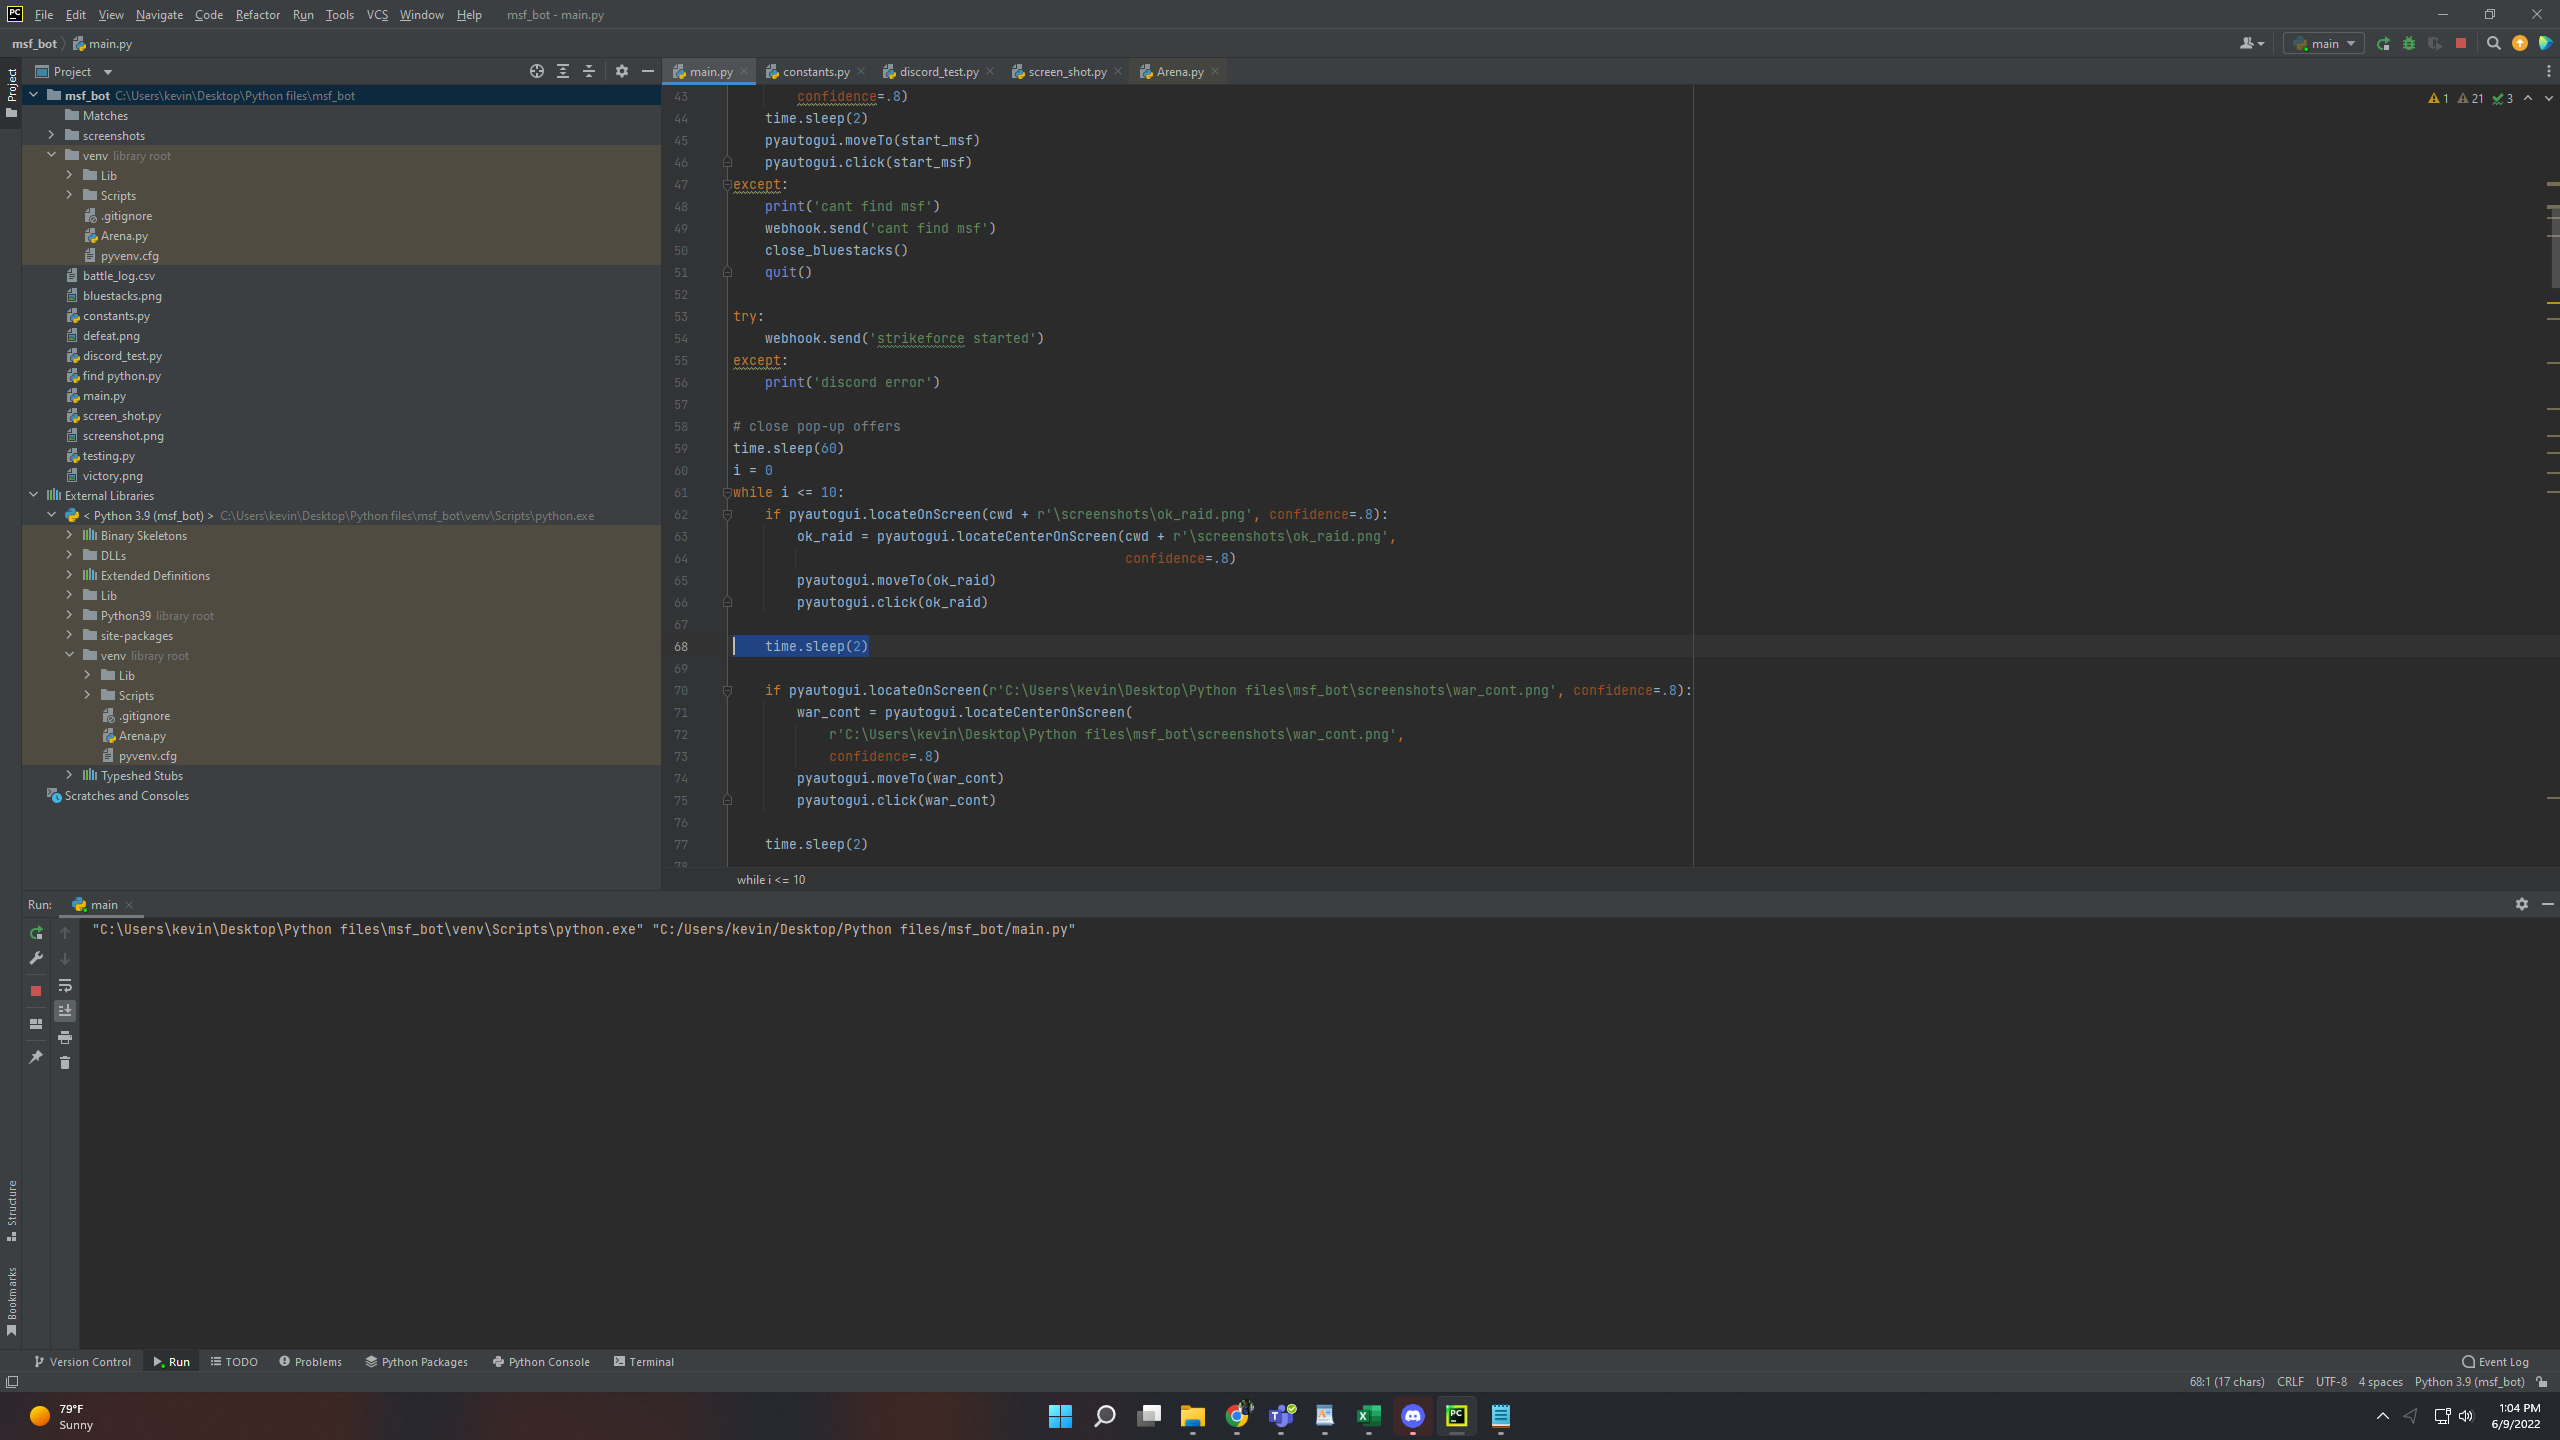 PC File Edit View Navigate Code Refactor Run Tools VCS Window Help msf_bot - main.py
msf_bot main.py
main
Project
main.py constants.py discord_test.py screen_shot.py Arena.py
Project
msf_bot C:\Users\kevin\Desktop\Python files\msf_bot
Matches
screenshots
venv library root
Lib
Scripts
.gitignore
Arena.py
pyvenv.cfg
battle_log.csv
bluestacks.png
constants.py
defeat.png
discord_test.py
find python.py
main.py
screen_shot.py
screenshot.png
testing.py
victory.png
External Libraries
< Python 3.9 (msf_bot) > C:\Users\kevin\Desktop\Python files\msf_bot\venv\Scripts\python.exe
Binary Skeletons
DLLs
Extended Definitions
Lib
Python39 library root
site-packages
venv library root
Lib
Scripts
.gitignore
Arena.py
pyvenv.cfg
Typeshed Stubs
Scratches and Consoles
1 21 3
43 confidence=.8)
44 time.sleep(2)
45 pyautogui.moveTo(start_msf)
46 pyautogui.click(start_msf)
47 except:
48 print('cant find msf')
49 webhook.send('cant find msf')
50 close_bluestacks()
51 quit()
52
53 try:
54 webhook.send('strikeforce started')
55 except:
56 print('discord error')
57
58 # close pop-up offers
59 time.sleep(60)
60 i = 0
61 while i <= 10:
62 if pyautogui.locateOnScreen(cwd + r'\screenshots\ok_raid.png', confidence=.8):
63 ok_raid = pyautogui.locateCenterOnScreen(cwd + r'\screenshots\ok_raid.png',
64 confidence=.8)
65 pyautogui.moveTo(ok_raid)
66 pyautogui.click(ok_raid)
67
68 time.sleep(2)
69
70 if pyautogui.locateOnScreen(r'C:\Users\kevin\Desktop\Python files\msf_bot\screenshots\war_cont.png', confidence=.8):
71 war_cont = pyautogui.locateCenterOnScreen(
72 r'C:\Users\kevin\Desktop\Python files\msf_bot\screenshots\war_cont.png',
73 confidence=.8)
74 pyautogui.moveTo(war_cont)
75 pyautogui.click(war_cont)
76
77 time.sleep(2)
78
while i <= 10
Run: main
"C:\Users\kevin\Desktop\Python files\msf_bot\venv\Scripts\python.exe" "C:/Users/kevin/Desktop/Python files/msf_bot/main.py"
Structure
Bookmarks
Version Control Run TODO Problems Python Packages Python Console Terminal Event Log
68:1 (17 chars) CRLF UTF-8 4 spaces Python 3.9 (msf_bot)
79°F
Sunny
PC
1:04 PM
6/9/2022